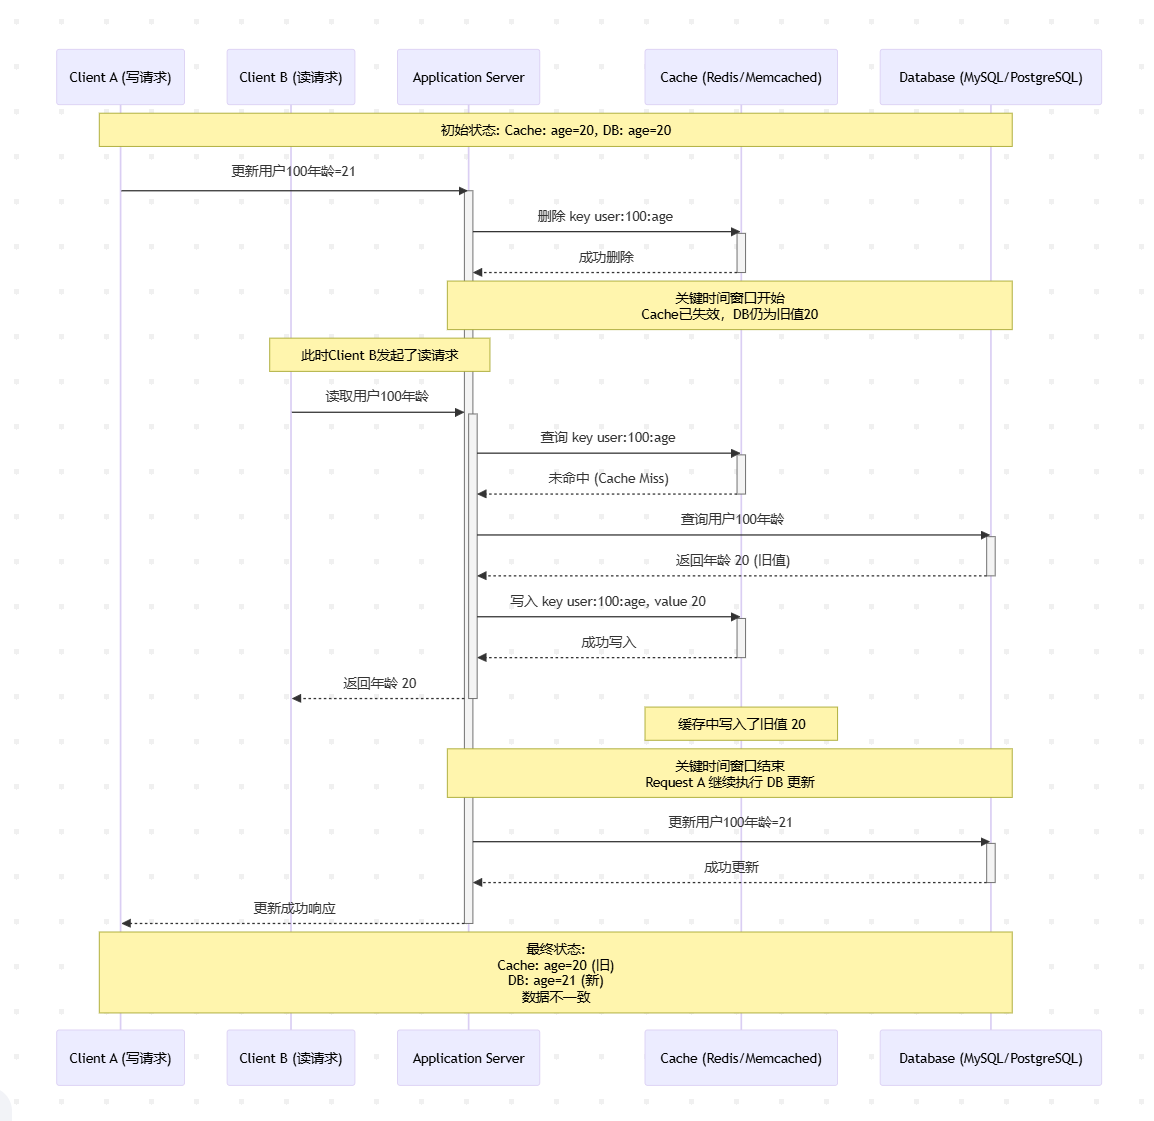 Client A (写请求)
Client B (读请求)
Application Server
Cache (Redis/Memcached)
Database (MySQL/PostgreSQL)
初始状态: Cache: age=20, DB: age=20
更新用户100年龄=21
删除 key user:100:age
成功删除
关键时间窗口开始
Cache已失效，DB仍为旧值20
此时Client B发起了读请求
读取用户100年龄
查询 key user:100:age
未命中 (Cache Miss)
查询用户100年龄
返回年龄 20 (旧值)
写入 key user:100:age, value 20
成功写入
返回年龄 20
缓存中写入了旧值 20
关键时间窗口结束
Request A 继续执行 DB 更新
更新用户100年龄=21
成功更新
更新成功响应
最终状态:
Cache: age=20 (旧)
DB: age=21 (新)
数据不一致
Client A (写请求)
Client B (读请求)
Application Server
Cache (Redis/Memcached)
Database (MySQL/PostgreSQL)